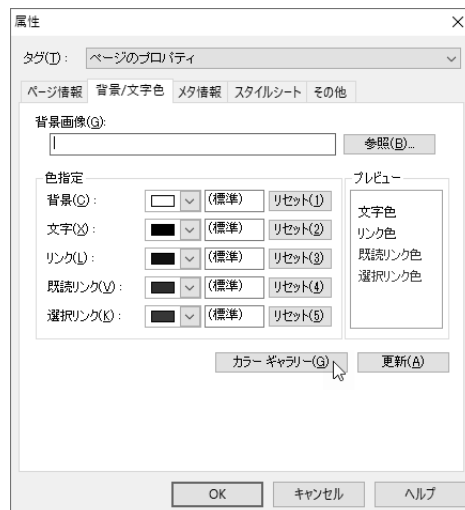 属性
タグ(T)： ページのプロパティ
ページ情報 背景/文字色 メタ情報 スタイルシート その他
背景画像(G):
参照(B)...
色指定 プレビュー
背景(C)： (標準) リセット(1)
文字(X)： (標準) リセット(2)
リンク(L)： (標準) リセット(3)
既読リンク(V)： (標準) リセット(4)
選択リンク(K)： (標準) リセット(5)
文字色
リンク色
既読リンク色
選択リンク色
カラー ギャラリー(G) 更新(A)
OK キャンセル ヘルプ